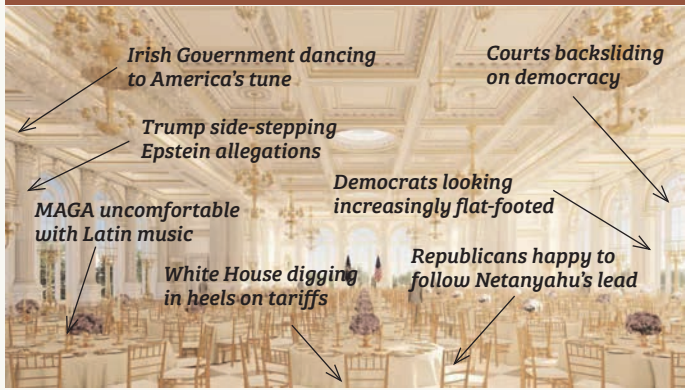 Irish Government dancing
to America's tune
Courts backsliding
on democracy
Trump side-stepping
Epstein allegations
Democrats looking
increasingly flat-footed
MAGA uncomfortable
with Latin music
Republicans happy to
follow Netanyahu's lead
White House digging
in heels on tariffs